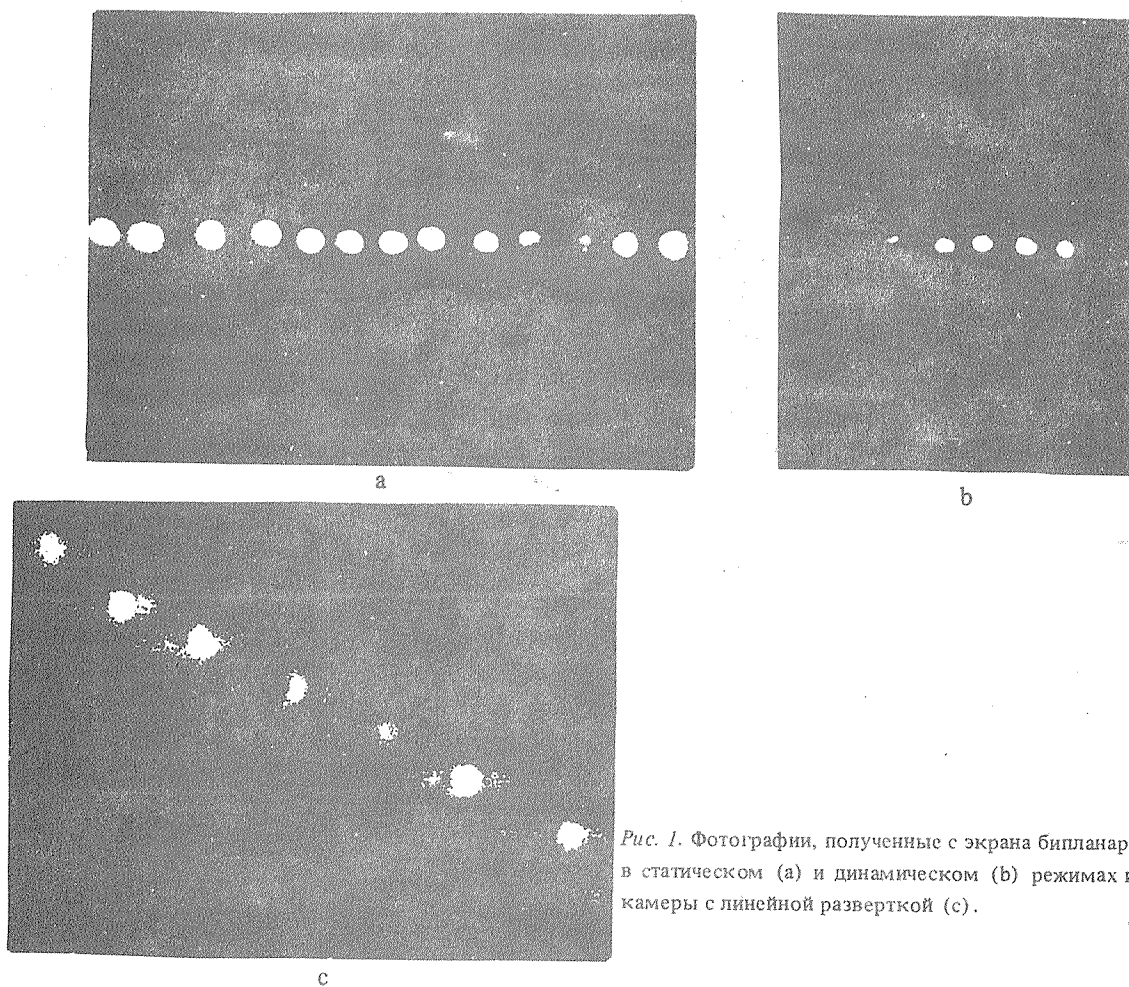 a
b
c
Рис. 1. Фотографии, полученные с экрана бипланар
в статическом (a) и динамическом (b) режимах и
камеры с линейной разверткой (c).